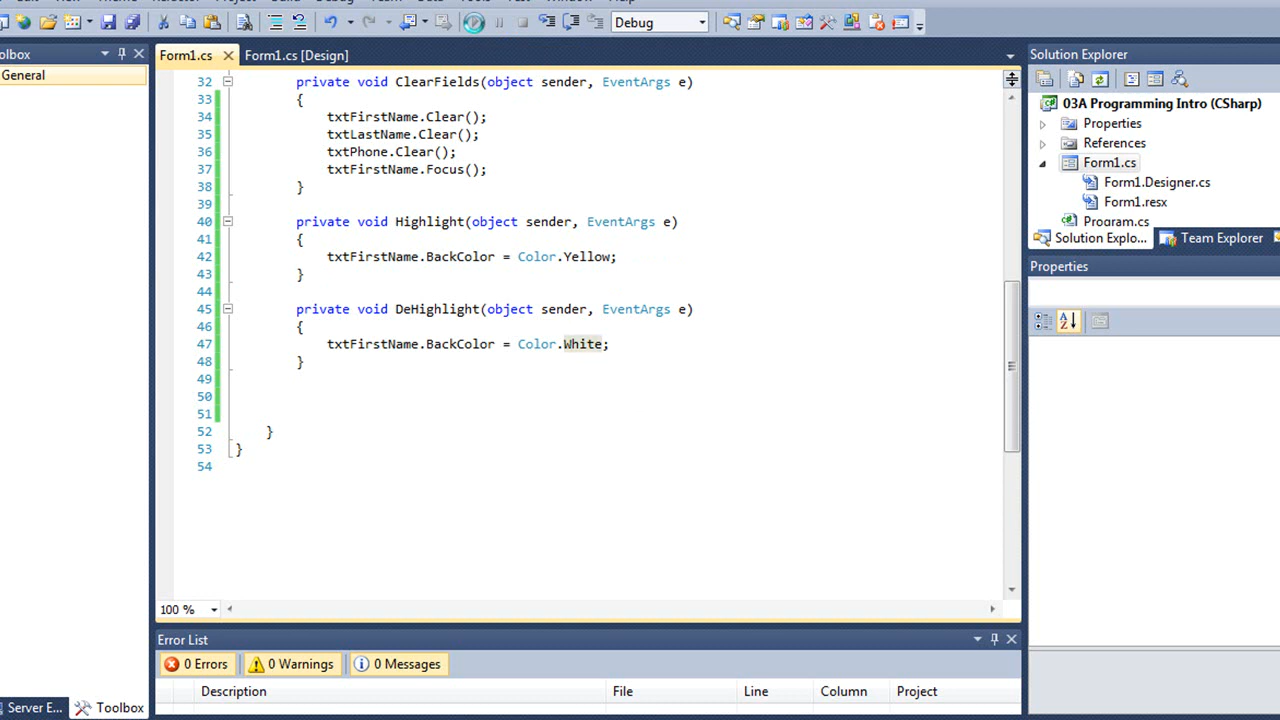 Debug
olbox
Form1.cs
Form1.cs [Design]
Solution Explorer
General
32 private void ClearFields(object sender, EventArgs e)
33 {
34 txtFirstName.Clear();
35 txtLastName.Clear();
36 txtPhone.Clear();
37 txtFirstName.Focus();
38 }
39
40 private void Highlight(object sender, EventArgs e)
41 {
42 txtFirstName.BackColor = Color.Yellow;
43 }
44
45 private void DeHighlight(object sender, EventArgs e)
46 {
47 txtFirstName.BackColor = Color.White;
48 }
49
50
51
52 }
53 }
54
03A Programming Intro (CSharp)
Properties
References
Form1.cs
Form1.Designer.cs
Form1.resx
Program.cs
Solution Explo...
Team Explorer
Properties
100 %
Error List
0 Errors
0 Warnings
0 Messages
Description File Line Column Project
Server E...
Toolbox